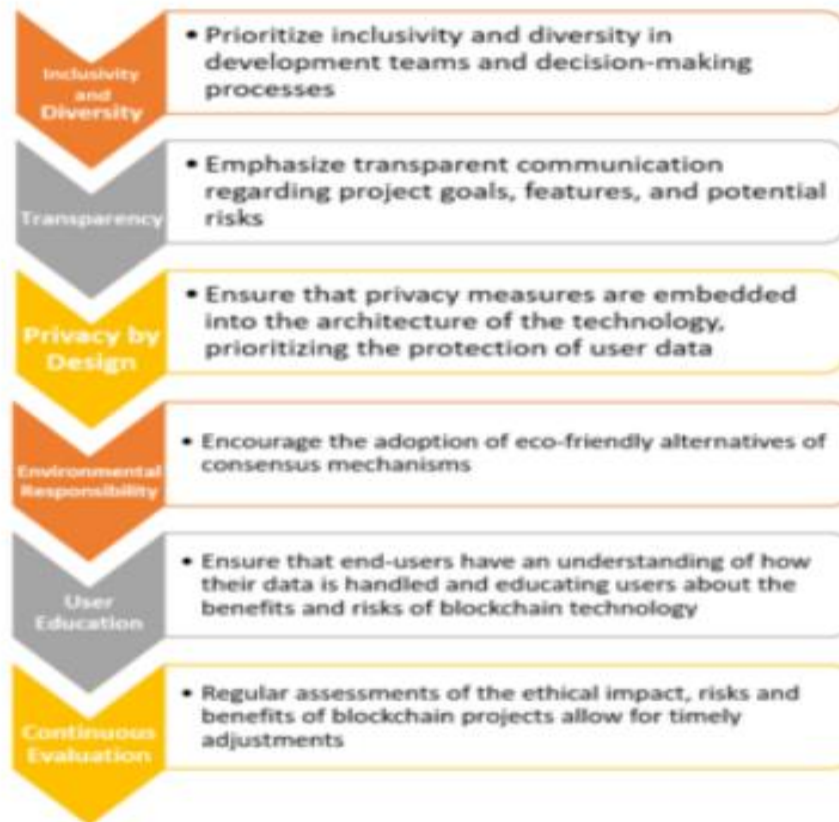 Inclusivity
and
Diversity
• Prioritize inclusivity and diversity in
development teams and decision-making
processes
Transparency
• Emphasize transparent communication
regarding project goals, features, and potential
risks
Privacy by
Design
• Ensure that privacy measures are embedded
into the architecture of the technology,
prioritizing the protection of user data
Environmental
Responsibility
• Encourage the adoption of eco-friendly alternatives of
consensus mechanisms
User
Education
• Ensure that end-users have an understanding of how
their data is handled and educating users about the
benefits and risks of blockchain technology
Continuous
Evaluation
• Regular assessments of the ethical impact, risks and
benefits of blockchain projects allow for timely
adjustments